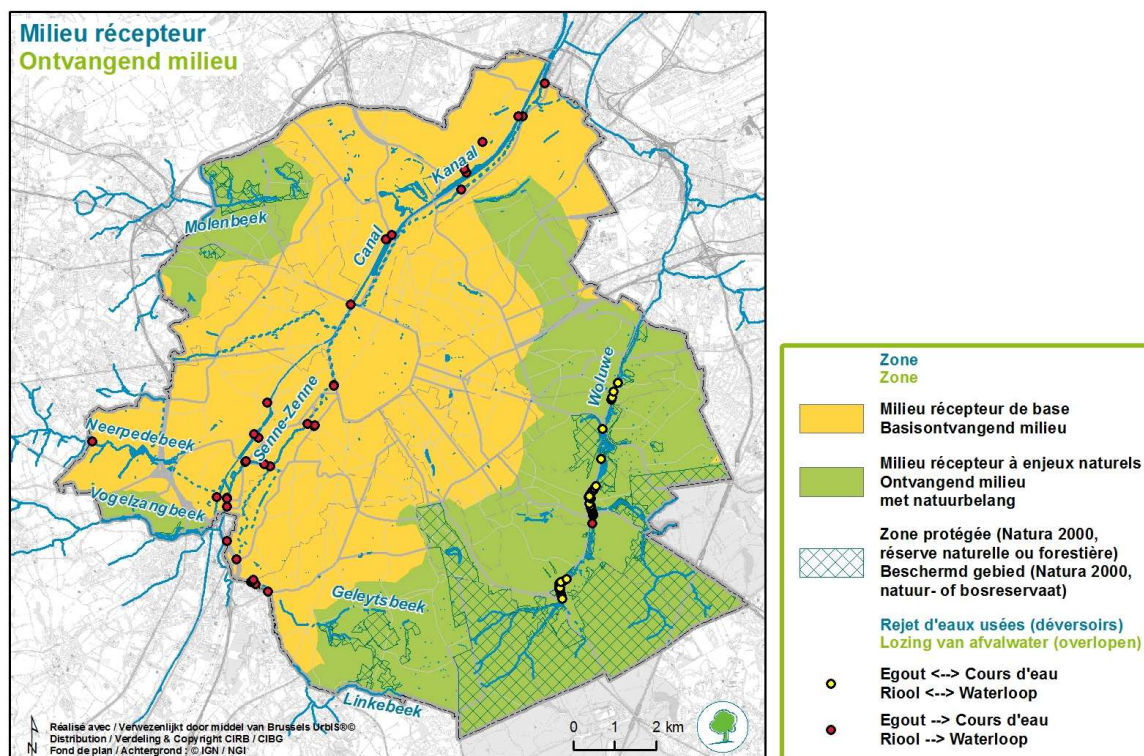 Milieu récepteur
Ontvangend milieu
Kanaal
Canal
Molenbeek
Woluwe
Senne-Zenne
Neerpedebeek
Vogelzangbeek
Geleytsbeek
Linkebeek
N
Réalisé avec / Verwezenlijkt door middel van Brussels UrbIS®©
Distribution / Verdeling & Copyright CIRB / CIBG
Fond de plan / Achtergrond : © IGN / NGI
0 1 2 km
Zone
Zone
Milieu récepteur de base
Basisontvangend milieu
Milieu récepteur à enjeux naturels
Ontvangend milieu
met natuurbelang
Zone protégée (Natura 2000,
réserve naturelle ou forestière)
Beschermd gebied (Natura 2000,
natuur- of bosreservaat)
Rejet d'eaux usées (déversoirs)
Lozing van afvalwater (overlopen)
Egout <--> Cours d'eau
Riool <--> Waterloop
Egout --> Cours d'eau
Riool --> Waterloop